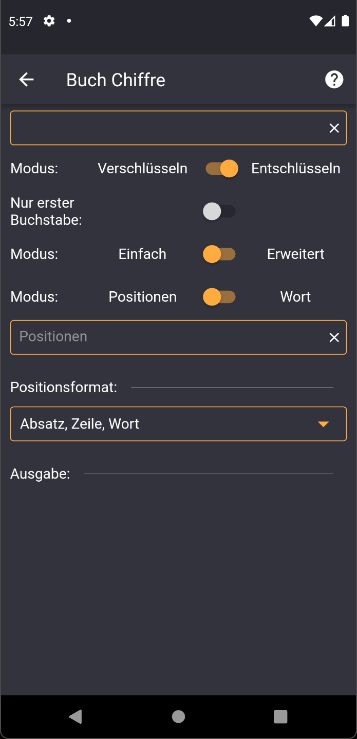 5:57
Buch Chiffre
Modus: Verschlüsseln Entschlüsseln
Nur erster
Buchstabe:
Modus: Einfach Erweitert
Modus: Positionen Wort
Positionen
Positionsformat:
Absatz, Zeile, Wort
Ausgabe: